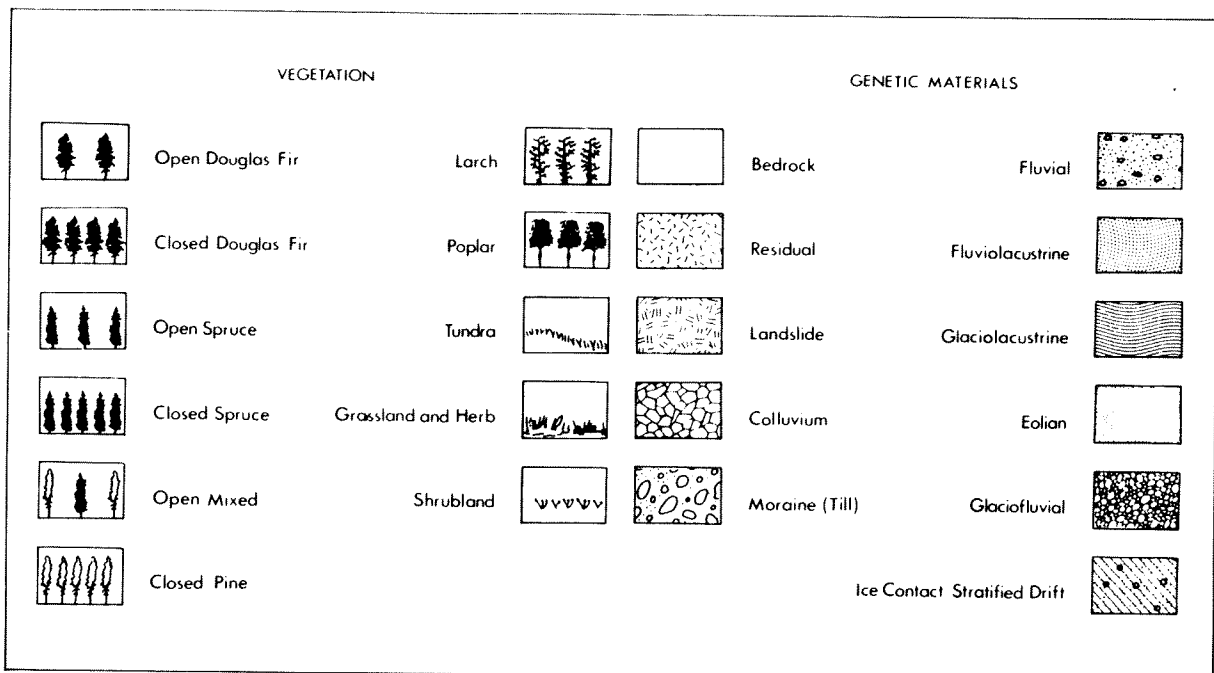 VEGETATION
Open Douglas Fir
Closed Douglas Fir
Open Spruce
Closed Spruce
Open Mixed
Closed Pine
Larch
Poplar
Tundra
Grassland and Herb
Shrubland
GENETIC MATERIALS
Bedrock
Residual
Landslide
Colluvium
Moraine (Till)
Fluvial
Fluviolacustrine
Glaciolacustrine
Eolian
Glaciofluvial
Ice Contact Stratified Drift